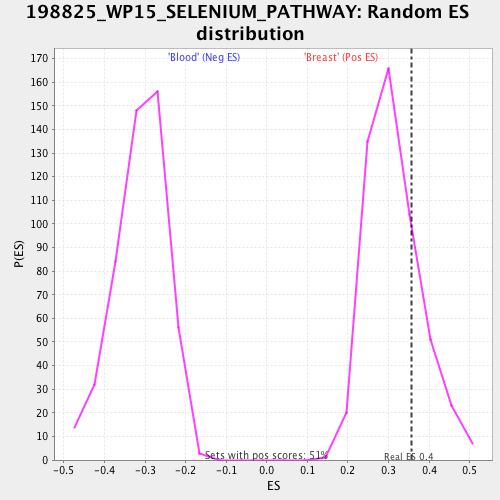 198825_WP15_SELENIUM_PATHWAY: Random ES
distribution
'Blood' (Neg ES)
'Breast' (Pos ES)
P(ES)
170
160
150
140
130
120
110
100
90
80
70
60
50
40
30
20
10
0
Sets with pos scores: 51%
Real ES 0.4
-0.5 -0.4 -0.3 -0.2 -0.1 0.0 0.1 0.2 0.3 0.4 0.5
ES